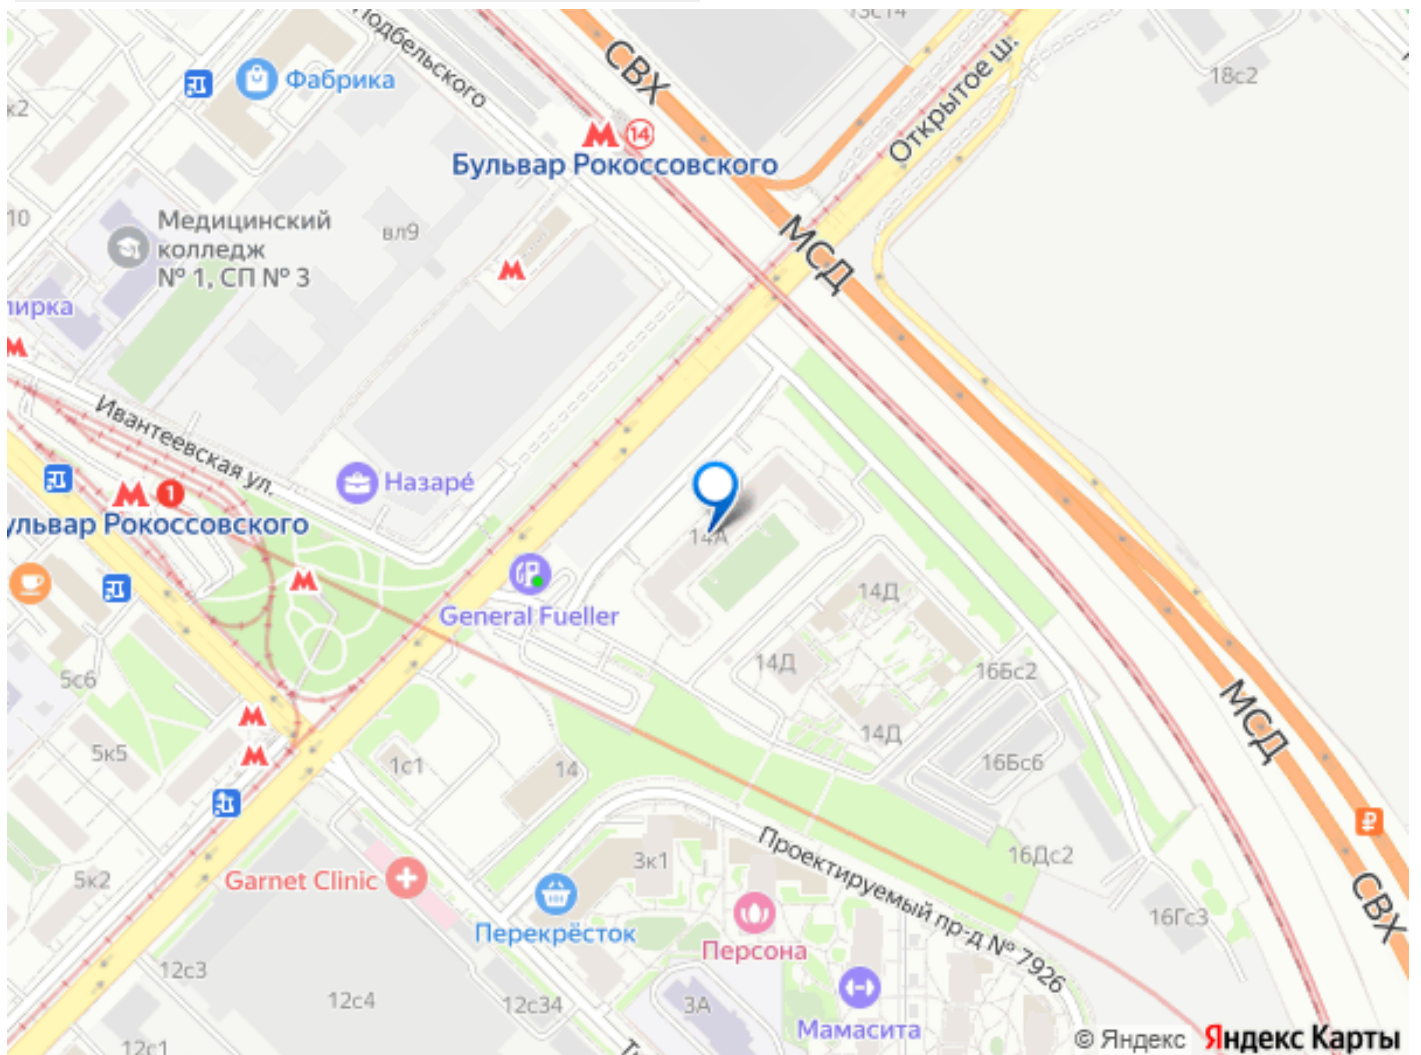 13с14
Подбельского
СВХ
Открытое ш.
18с2
Фабрика
к2
14
Бульвар Рокоссовского
Медицинский
колледж
№ 1, СП № 3
вл9
10
МСД
Ивантеевская ул.
Назаré
1
ульвар Рокоссовского
14А
General Fueller
14Д
14Д
16Бс2
14Д
16Бс6
МСД
5с6
5к5
1с1
14
Проектируемый пр-д № 7926
16Дс2
3к1
Garnet Clinic
5к2
Перекрёсток
Персона
16Гс3
СВХ
12с3
12с4
12с34
3А
Мамасита
12с1
© Яндекс Яндекс Карты